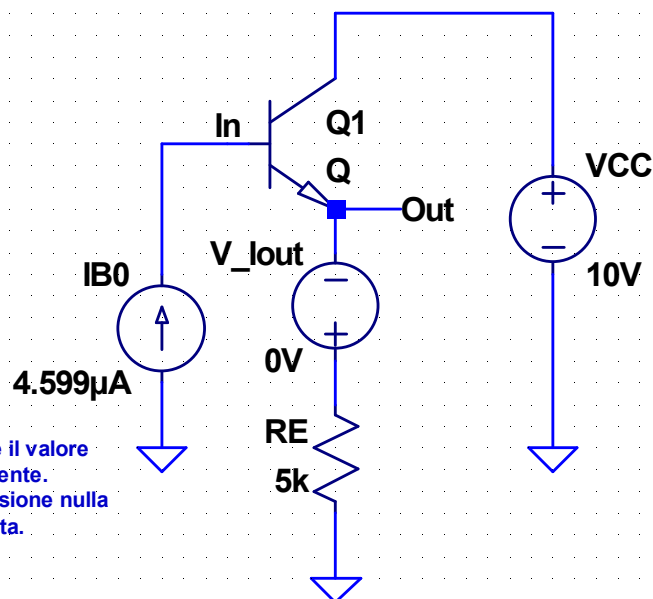 In
Q1
Q
VCC
Out
V_Iout
IB0
10V
0V
4.599µA
RE
5k
e il valore
ente.
sione nulla
ta.